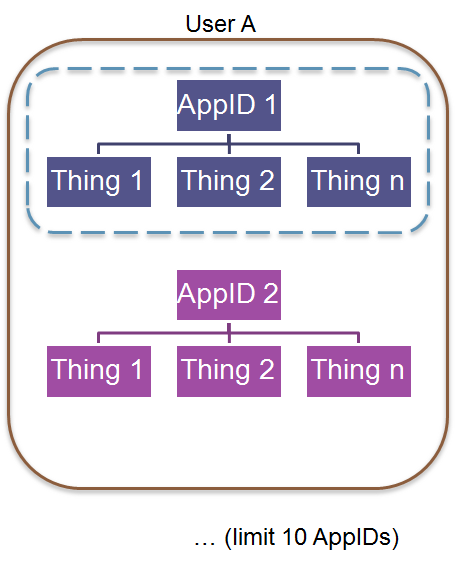 User A
AppID 1
Thing 1 Thing 2 Thing n
AppID 2
Thing 1 Thing 2 Thing n
… (limit 10 AppIDs)